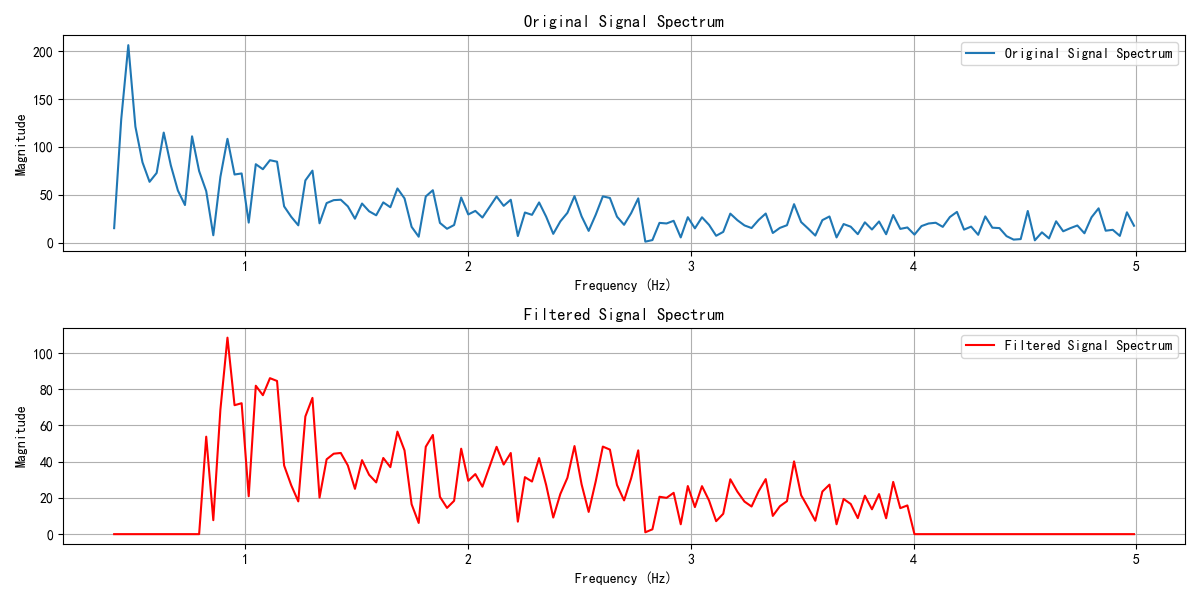 Original Signal Spectrum
Original Signal Spectrum
Magnitude
200
150
100
50
0
1
2
3
4
5
Frequency (Hz)
Filtered Signal Spectrum
Filtered Signal Spectrum
Magnitude
100
80
60
40
20
0
1
2
3
4
5
Frequency (Hz)